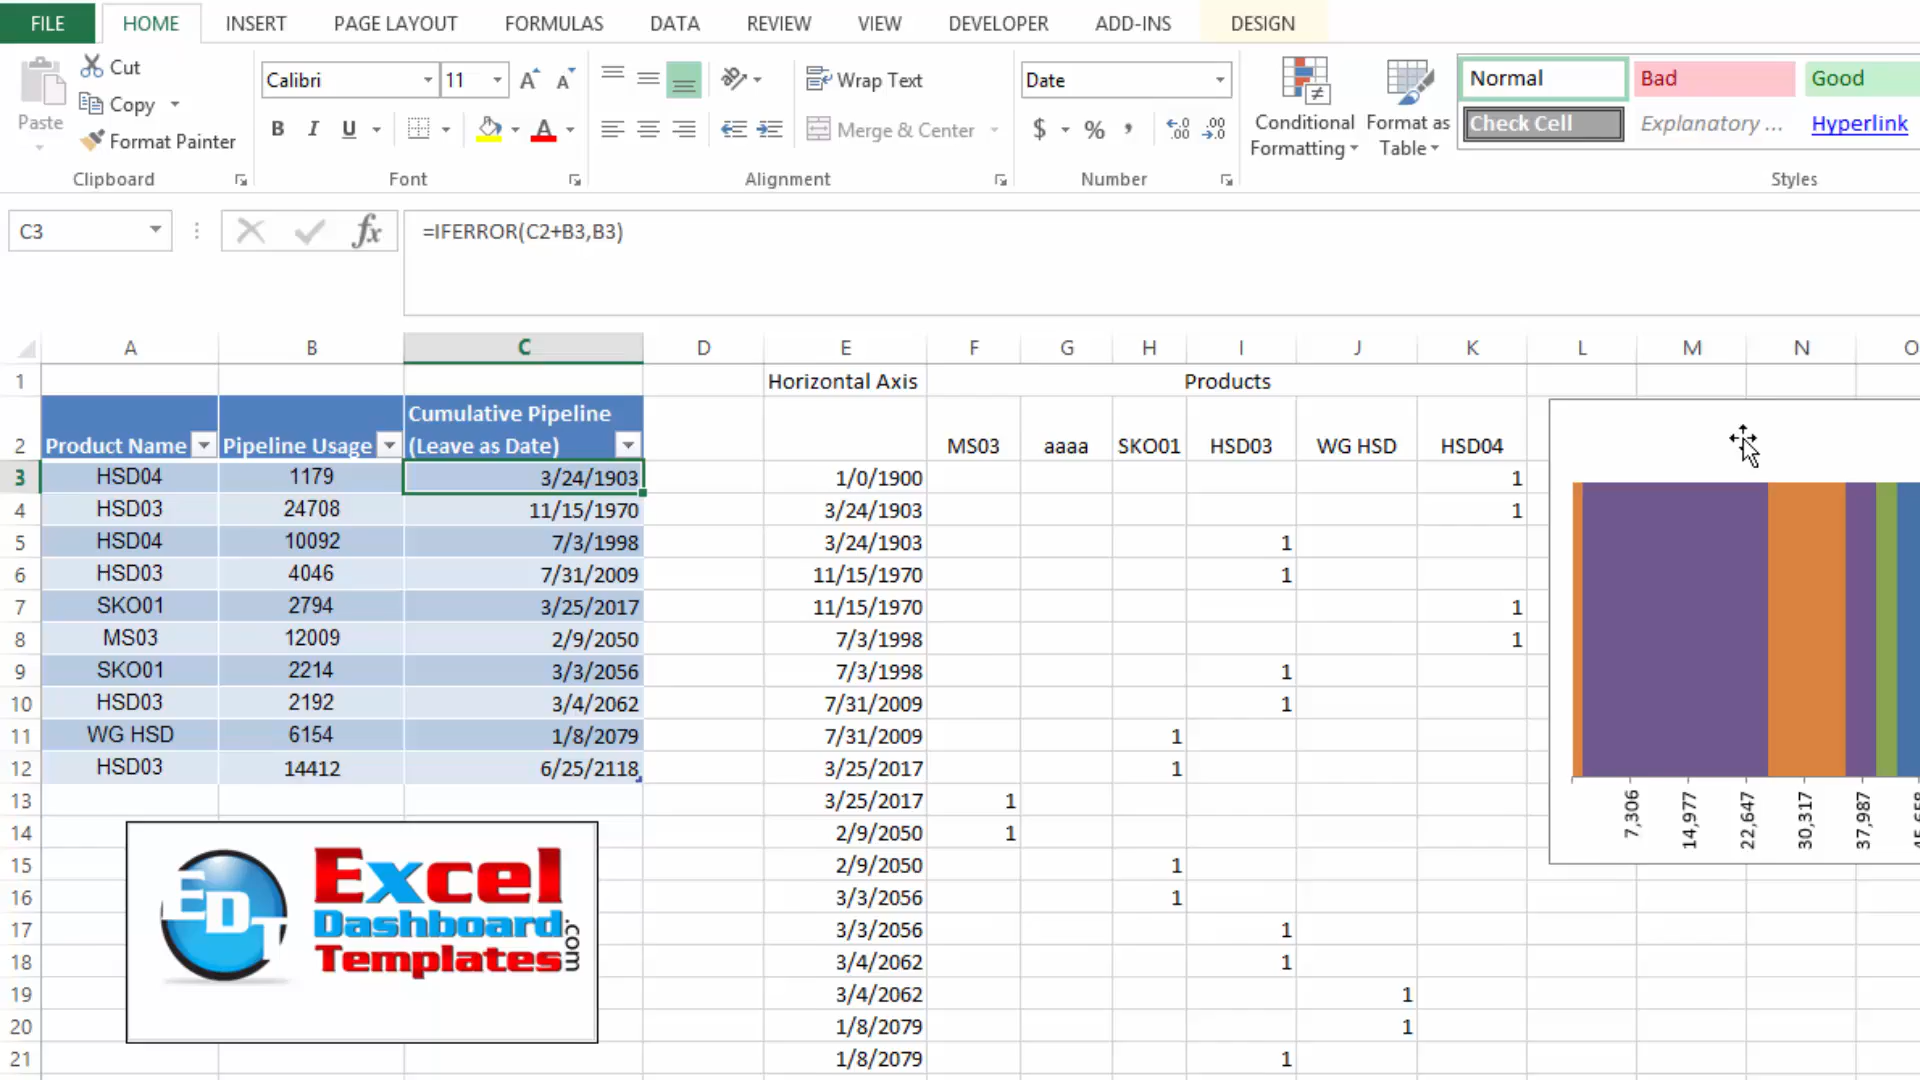 FILE HOME INSERT PAGE LAYOUT FORMULAS DATA REVIEW VIEW DEVELOPER ADD-INS DESIGN
Paste Cut
Copy
Format Painter
Clipboard
Calibri 11
B I U
Font
Wrap Text
Merge & Center
Alignment
Date
$ % ,
Number
Conditional Formatting
Format as Table
Normal Bad Good
Check Cell Explanatory ... Hyperlink
Styles
C3 fx =IFERROR(C2+B3,B3)
A B C D E F G H I J K L M N O
1 Horizontal Axis Products
2 Product Name Pipeline Usage Cumulative Pipeline (Leave as Date) MS03 aaaa SKO01 HSD03 WG HSD HSD04
3 HSD04 1179 3/24/1903 1/0/1900 1
4 HSD03 24708 11/15/1970 3/24/1903 1
5 HSD04 10092 7/3/1998 3/24/1903 1
6 HSD03 4046 7/31/2009 11/15/1970 1
7 SKO01 2794 3/25/2017 11/15/1970 1
8 MS03 12009 2/9/2050 7/3/1998 1
9 SKO01 2214 3/3/2056 7/3/1998 1
10 HSD03 2192 3/4/2062 7/31/2009 1
11 WG HSD 6154 1/8/2079 7/31/2009 1
12 HSD03 14412 6/25/2118 3/25/2017 1
13 3/25/2017 1
14 2/9/2050 1
15 2/9/2050 1
16 3/3/2056 1
17 3/3/2056 1
18 3/4/2062 1
19 3/4/2062 1
20 1/8/2079 1
21 1/8/2079 1
7,306 14,977 22,647 30,317 37,987
EDT
Excel
Dashboard
Templates
.com